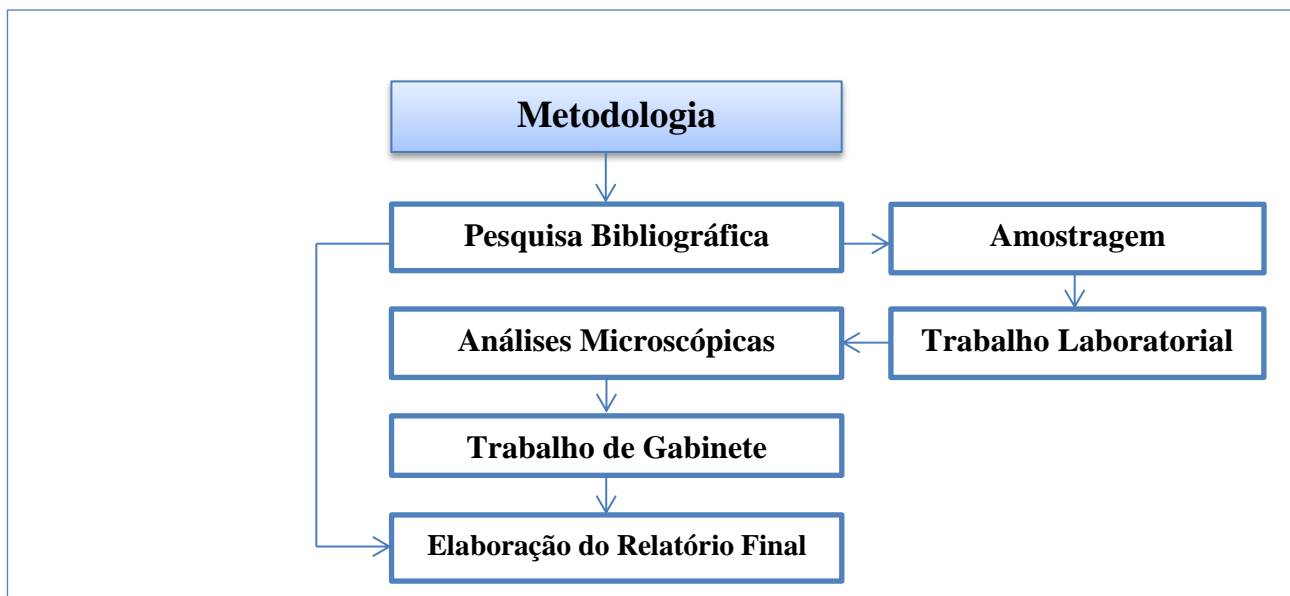 Metodologia
Pesquisa Bibliográfica
Amostragem
Análises Microscópicas
Trabalho Laboratorial
Trabalho de Gabinete
Elaboração do Relatório Final